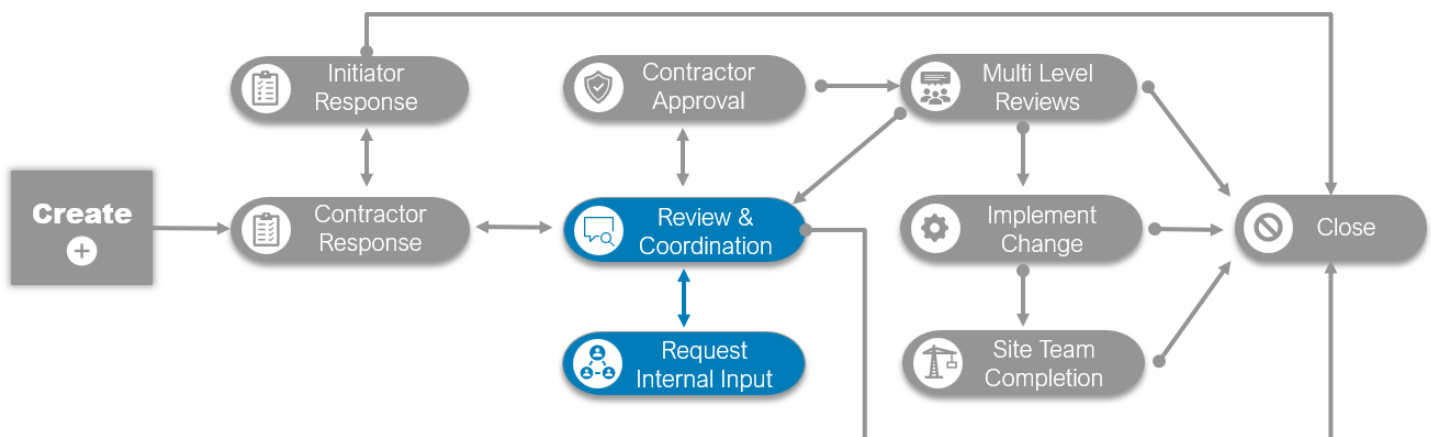 Create
Initiator
Response
Contractor
Response
Contractor
Approval
Review &
Coordination
Request
Internal Input
Multi Level
Reviews
Implement
Change
Site Team
Completion
Close